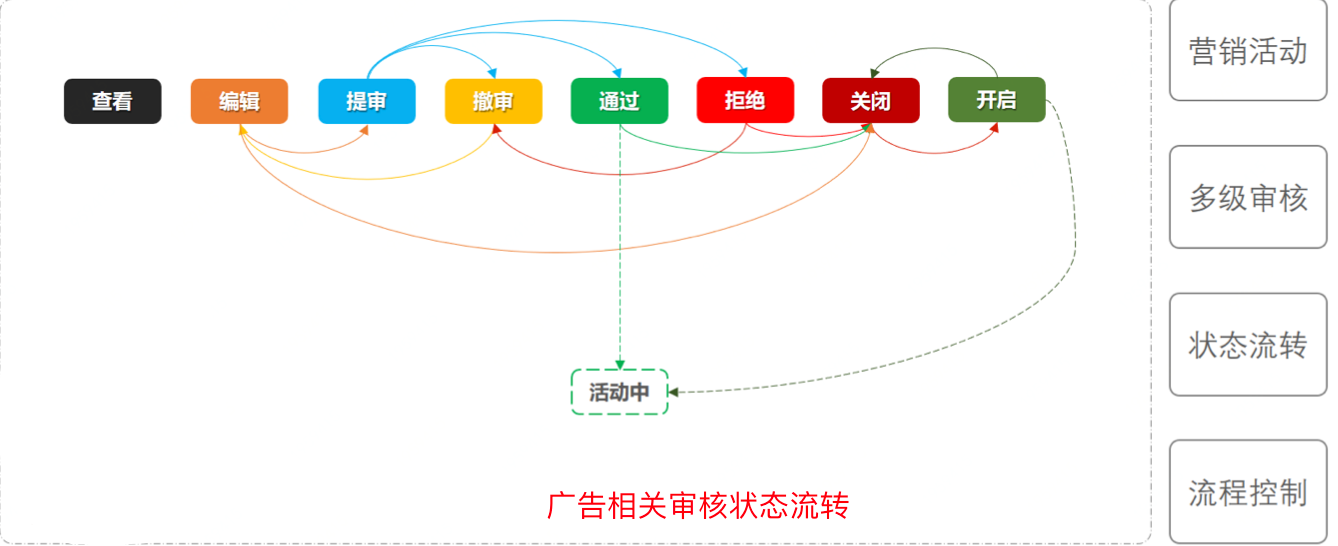 查看
编辑
提审
撤审
通过
拒绝
关闭
开启
活动中
广告相关审核状态流转
营销活动
多级审核
状态流转
流程控制